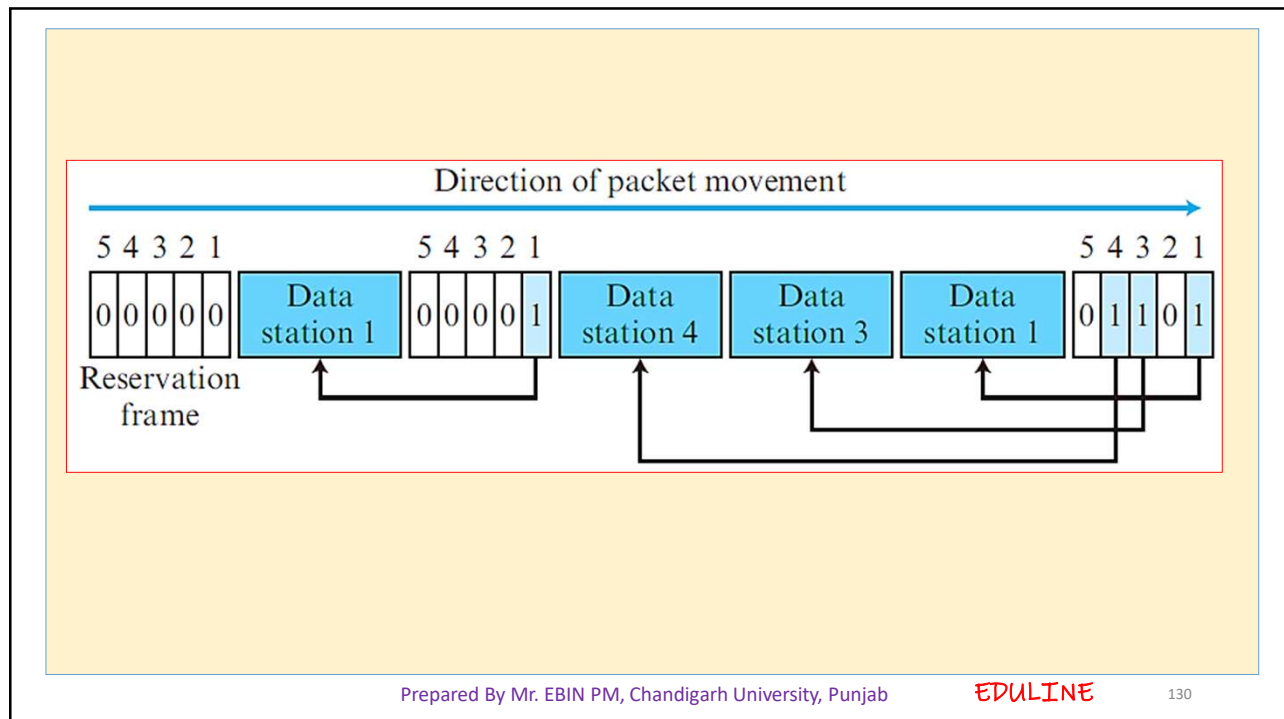 Direction of packet movement
5 4 3 2 1
5 4 3 2 1
5 4 3 2 1
0 0 0 0 0
Data
station 1
0 0 0 0 1
Data
station 4
Data
station 3
Data
station 1
0 1 1 0 1
Reservation
frame
Prepared By Mr. EBIN PM, Chandigarh University, Punjab
EDULINE
130